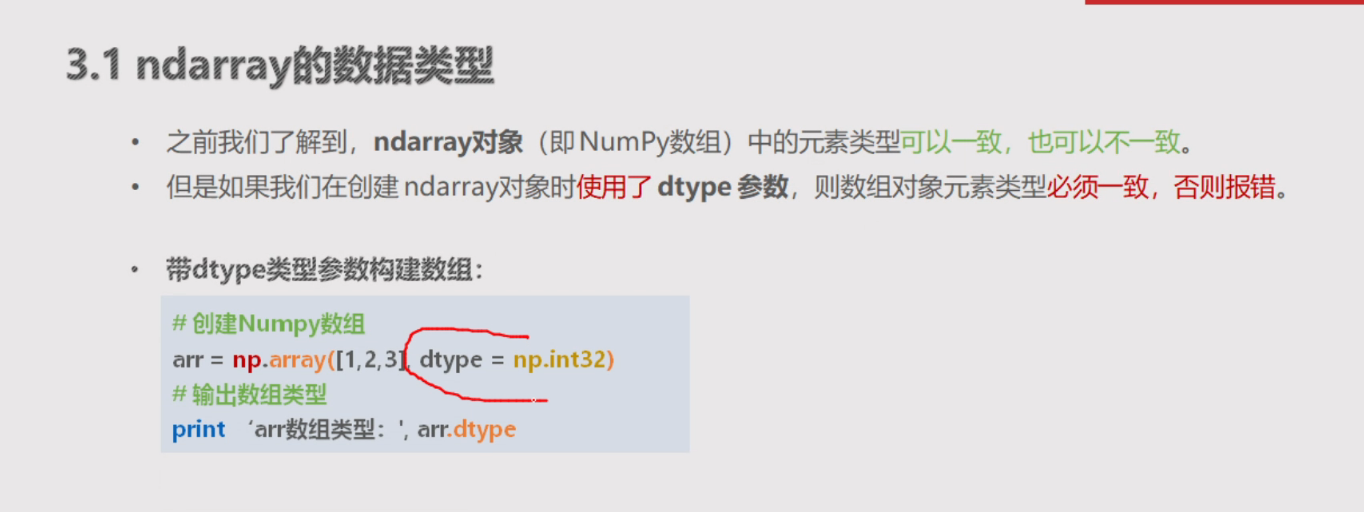 3.1 ndarray的数据类型
• 之前我们了解到，ndarray对象（即NumPy数组）中的元素类型可以一致，也可以不一致。
• 但是如果我们在创建ndarray对象时使用了 dtype 参数，则数组对象元素类型必须一致，否则报错。
• 带dtype类型参数构建数组：
# 创建Numpy数组
arr = np.array([1,2,3], dtype = np.int32)
# 输出数组类型
print ‘arr数组类型：', arr.dtype